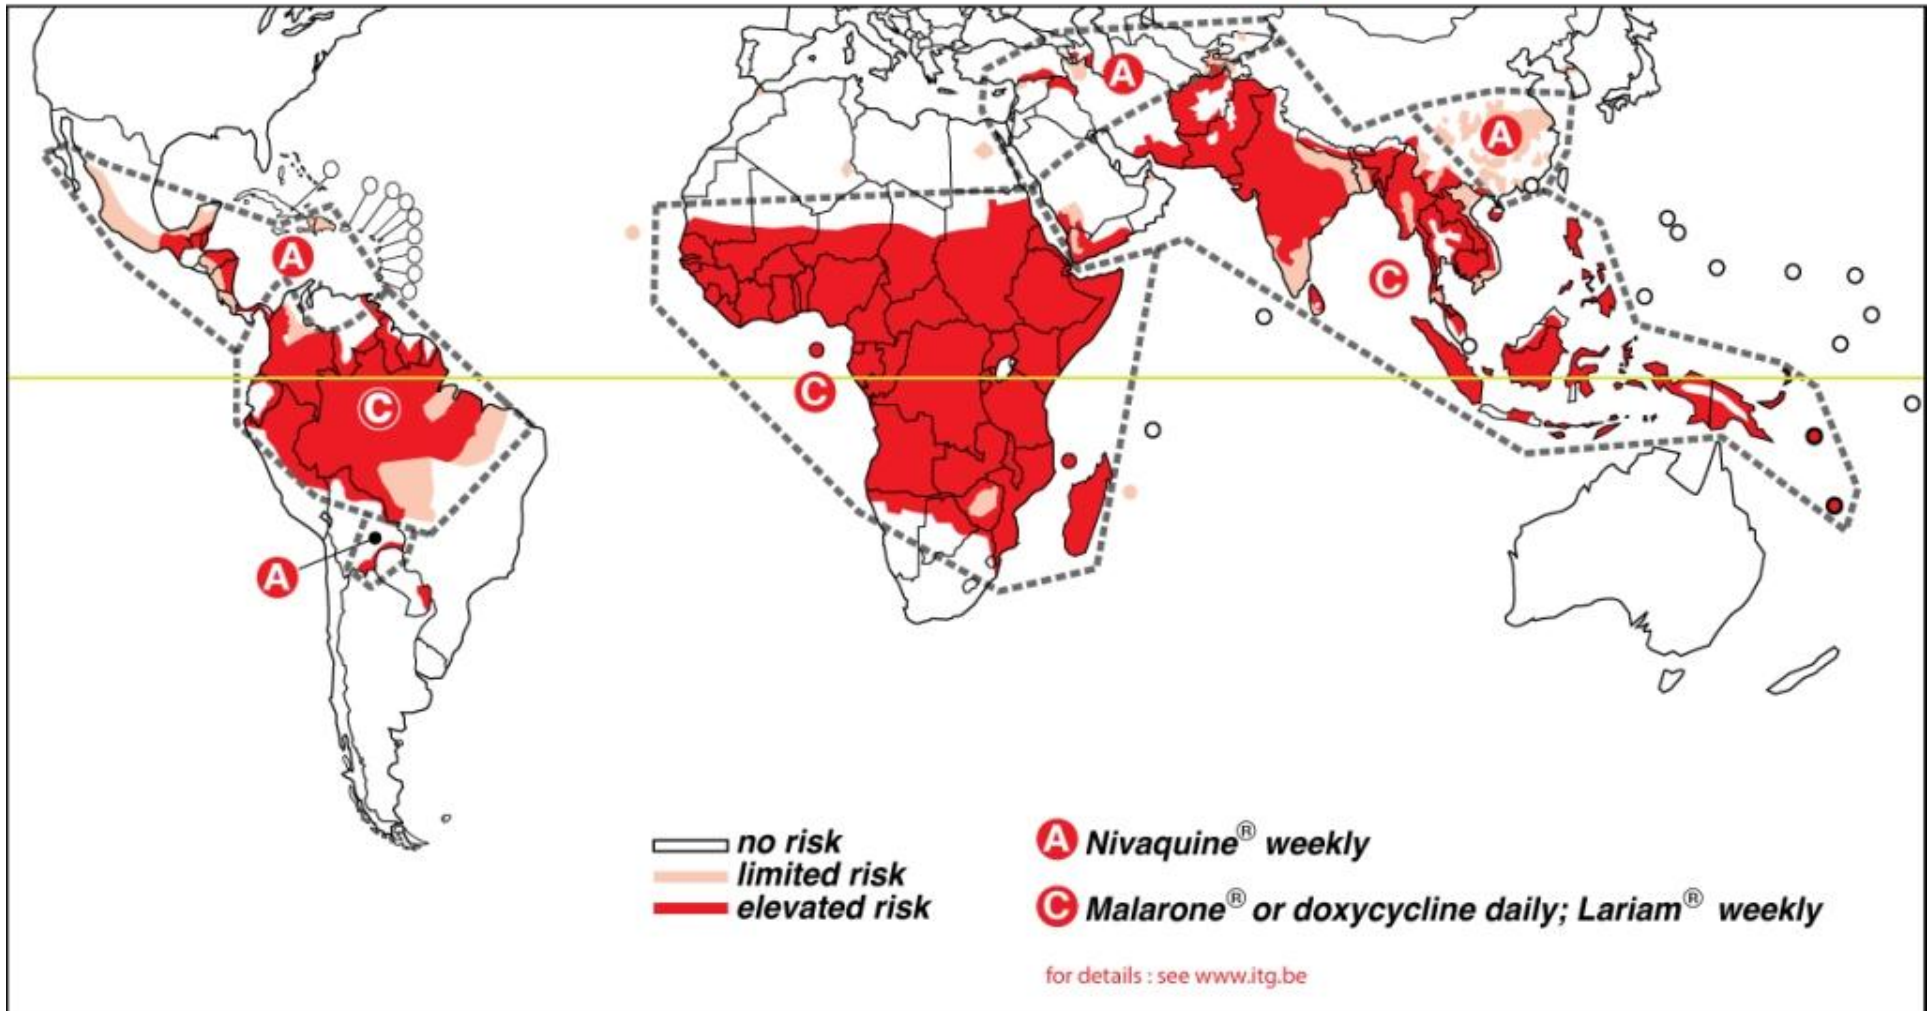 A
A
A
C
C
C
A
no risk
limited risk
elevated risk
A Nivaquine® weekly
C Malarone® or doxycycline daily; Lariam® weekly
for details : see www.itg.be